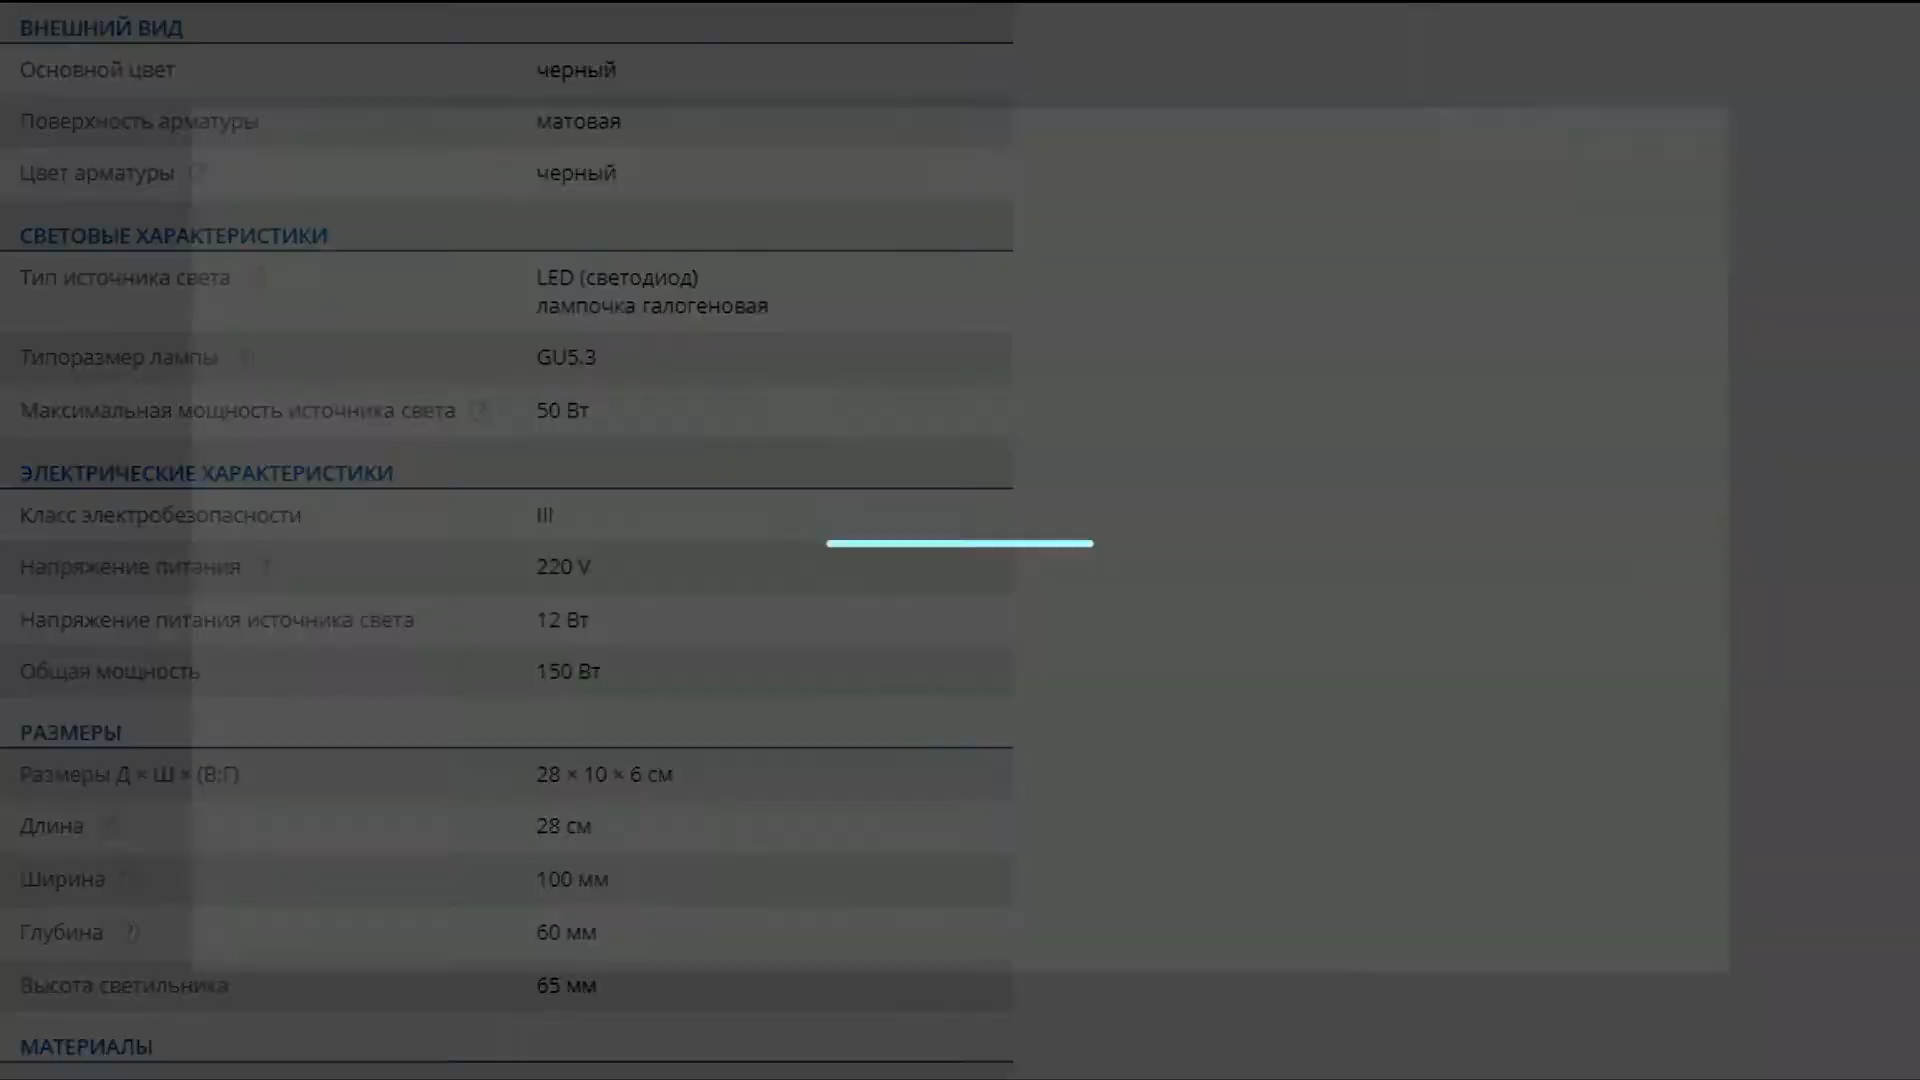 ВНЕШНИЙ ВИД
Основной цвет черный
Поверхность арматуры матовая
Цвет арматуры ? черный
СВЕТОВЫЕ ХАРАКТЕРИСТИКИ
Тип источника света LED (светодиод)
лампочка галогеновая
Типоразмер лампы GU5.3
Максимальная мощность источника света ? 50 Вт
ЭЛЕКТРИЧЕСКИЕ ХАРАКТЕРИСТИКИ
Класс электробезопасности III
Напряжение питания ? 220 V
Напряжение питания источника света 12 Вт
Общая мощность 150 Вт
РАЗМЕРЫ
Размеры Д × Ш × (В;Г) 28 × 10 × 6 см
Длина 28 см
Ширина 100 мм
Глубина ? 60 мм
Высота светильника 65 мм
МАТЕРИАЛЫ